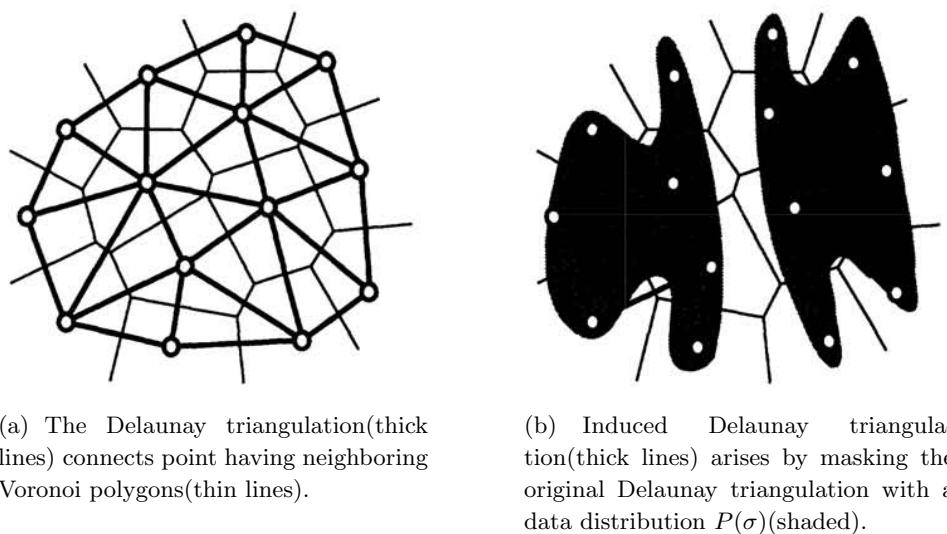 (a) The Delaunay triangulation(thick
lines) connects point having neighboring
Voronoi polygons(thin lines).
(b) Induced Delaunay triangula-
tion(thick lines) arises by masking the
original Delaunay triangulation with a
data distribution P(σ)(shaded).